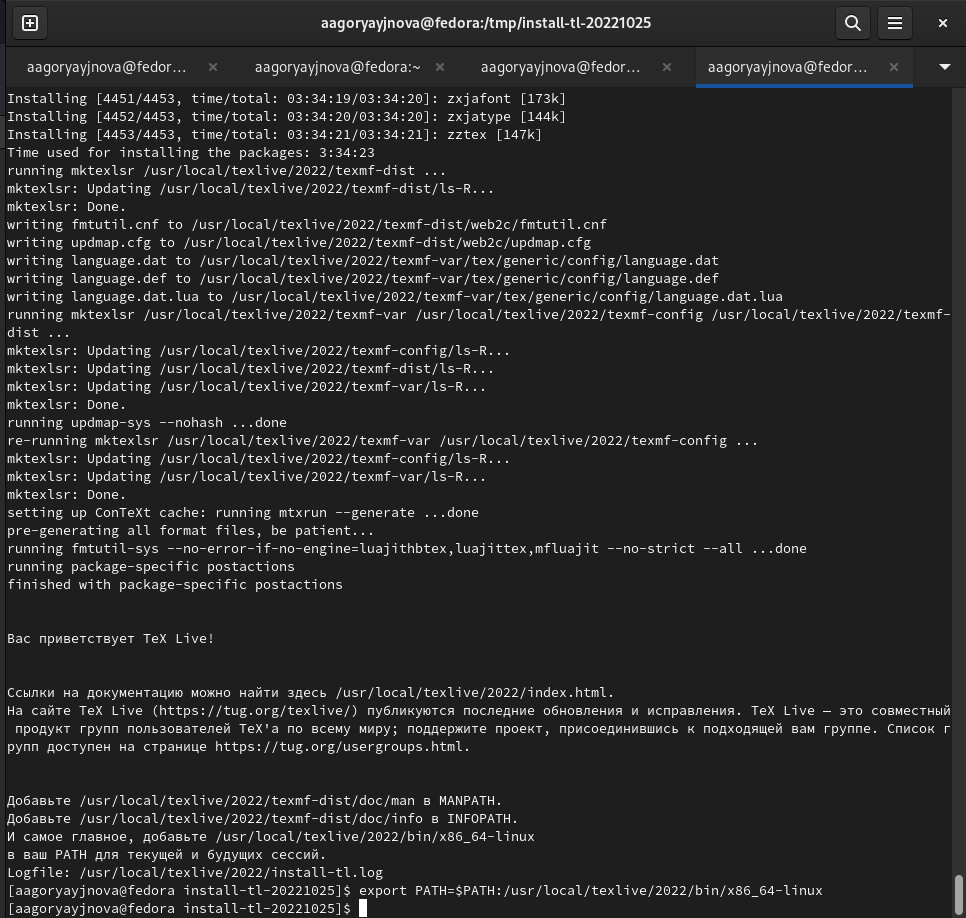 aagoryayjnova@fedora:/tmp/install-tl-20221025
aagoryayjnova@fedor... aagoryayjnova@fedora:~ aagoryayjnova@fedor... aagoryayjnova@fedor...
Installing [4451/4453, time/total: 03:34:19/03:34:20]: zxjafont [173k]
Installing [4452/4453, time/total: 03:34:20/03:34:20]: zxjatype [144k]
Installing [4453/4453, time/total: 03:34:21/03:34:21]: zztex [147k]
Time used for installing the packages: 3:34:23
running mktexlsr /usr/local/texlive/2022/texmf-dist ...
mktexlsr: Updating /usr/local/texlive/2022/texmf-dist/ls-R...
mktexlsr: Done.
writing fmtutil.cnf to /usr/local/texlive/2022/texmf-dist/web2c/fmtutil.cnf
writing updmap.cfg to /usr/local/texlive/2022/texmf-dist/web2c/updmap.cfg
writing language.dat to /usr/local/texlive/2022/texmf-var/tex/generic/config/language.dat
writing language.def to /usr/local/texlive/2022/texmf-var/tex/generic/config/language.def
writing language.dat.lua to /usr/local/texlive/2022/texmf-var/tex/generic/config/language.dat.lua
running mktexlsr /usr/local/texlive/2022/texmf-var /usr/local/texlive/2022/texmf-config /usr/local/texlive/2022/texmf-
dist ...
mktexlsr: Updating /usr/local/texlive/2022/texmf-config/ls-R...
mktexlsr: Updating /usr/local/texlive/2022/texmf-dist/ls-R...
mktexlsr: Updating /usr/local/texlive/2022/texmf-var/ls-R...
mktexlsr: Done.
running updmap-sys --nohash ...done
re-running mktexlsr /usr/local/texlive/2022/texmf-var /usr/local/texlive/2022/texmf-config ...
mktexlsr: Updating /usr/local/texlive/2022/texmf-config/ls-R...
mktexlsr: Updating /usr/local/texlive/2022/texmf-var/ls-R...
mktexlsr: Done.
setting up ConTeXt cache: running mtxrun --generate ...done
pre-generating all format files, be patient...
running fmtutil-sys --no-error-if-no-engine=luajithbtex,luajittex,mfluajit --no-strict --all ...done
running package-specific postactions
finished with package-specific postactions
Вас приветствует TeX Live!
Ссылки на документацию можно найти здесь /usr/local/texlive/2022/index.html.
На сайте TeX Live (https://tug.org/texlive/) публикуются последние обновления и исправления. TeX Live — это совместный
продукт групп пользователей TeX'а по всему миру; поддержите проект, присоединившись к подходящей вам группе. Список г
рупп доступен на странице https://tug.org/usergroups.html.
Добавьте /usr/local/texlive/2022/texmf-dist/doc/man в MANPATH.
Добавьте /usr/local/texlive/2022/texmf-dist/doc/info в INFOPATH.
И самое главное, добавьте /usr/local/texlive/2022/bin/x86_64-linux
в ваш PATH для текущей и будущих сессий.
Logfile: /usr/local/texlive/2022/install-tl.log
[aagoryayjnova@fedora install-tl-20221025]$ export PATH=$PATH:/usr/local/texlive/2022/bin/x86_64-linux
[aagoryayjnova@fedora install-tl-20221025]$